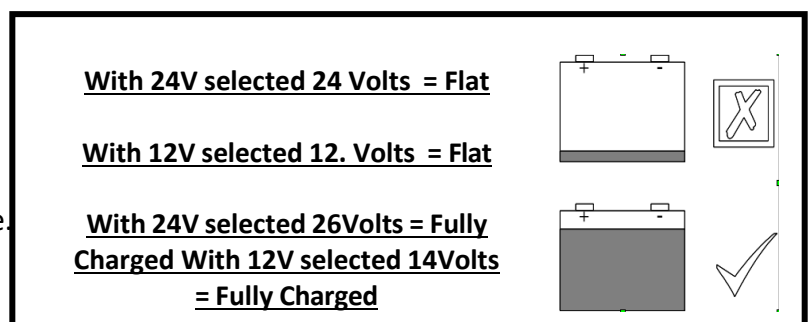 With 24V selected 24 Volts = Flat
+ -
With 12V selected 12. Volts = Flat
e.
With 24V selected 26Volts = Fully
Charged With 12V selected 14Volts
= Fully Charged
+ -